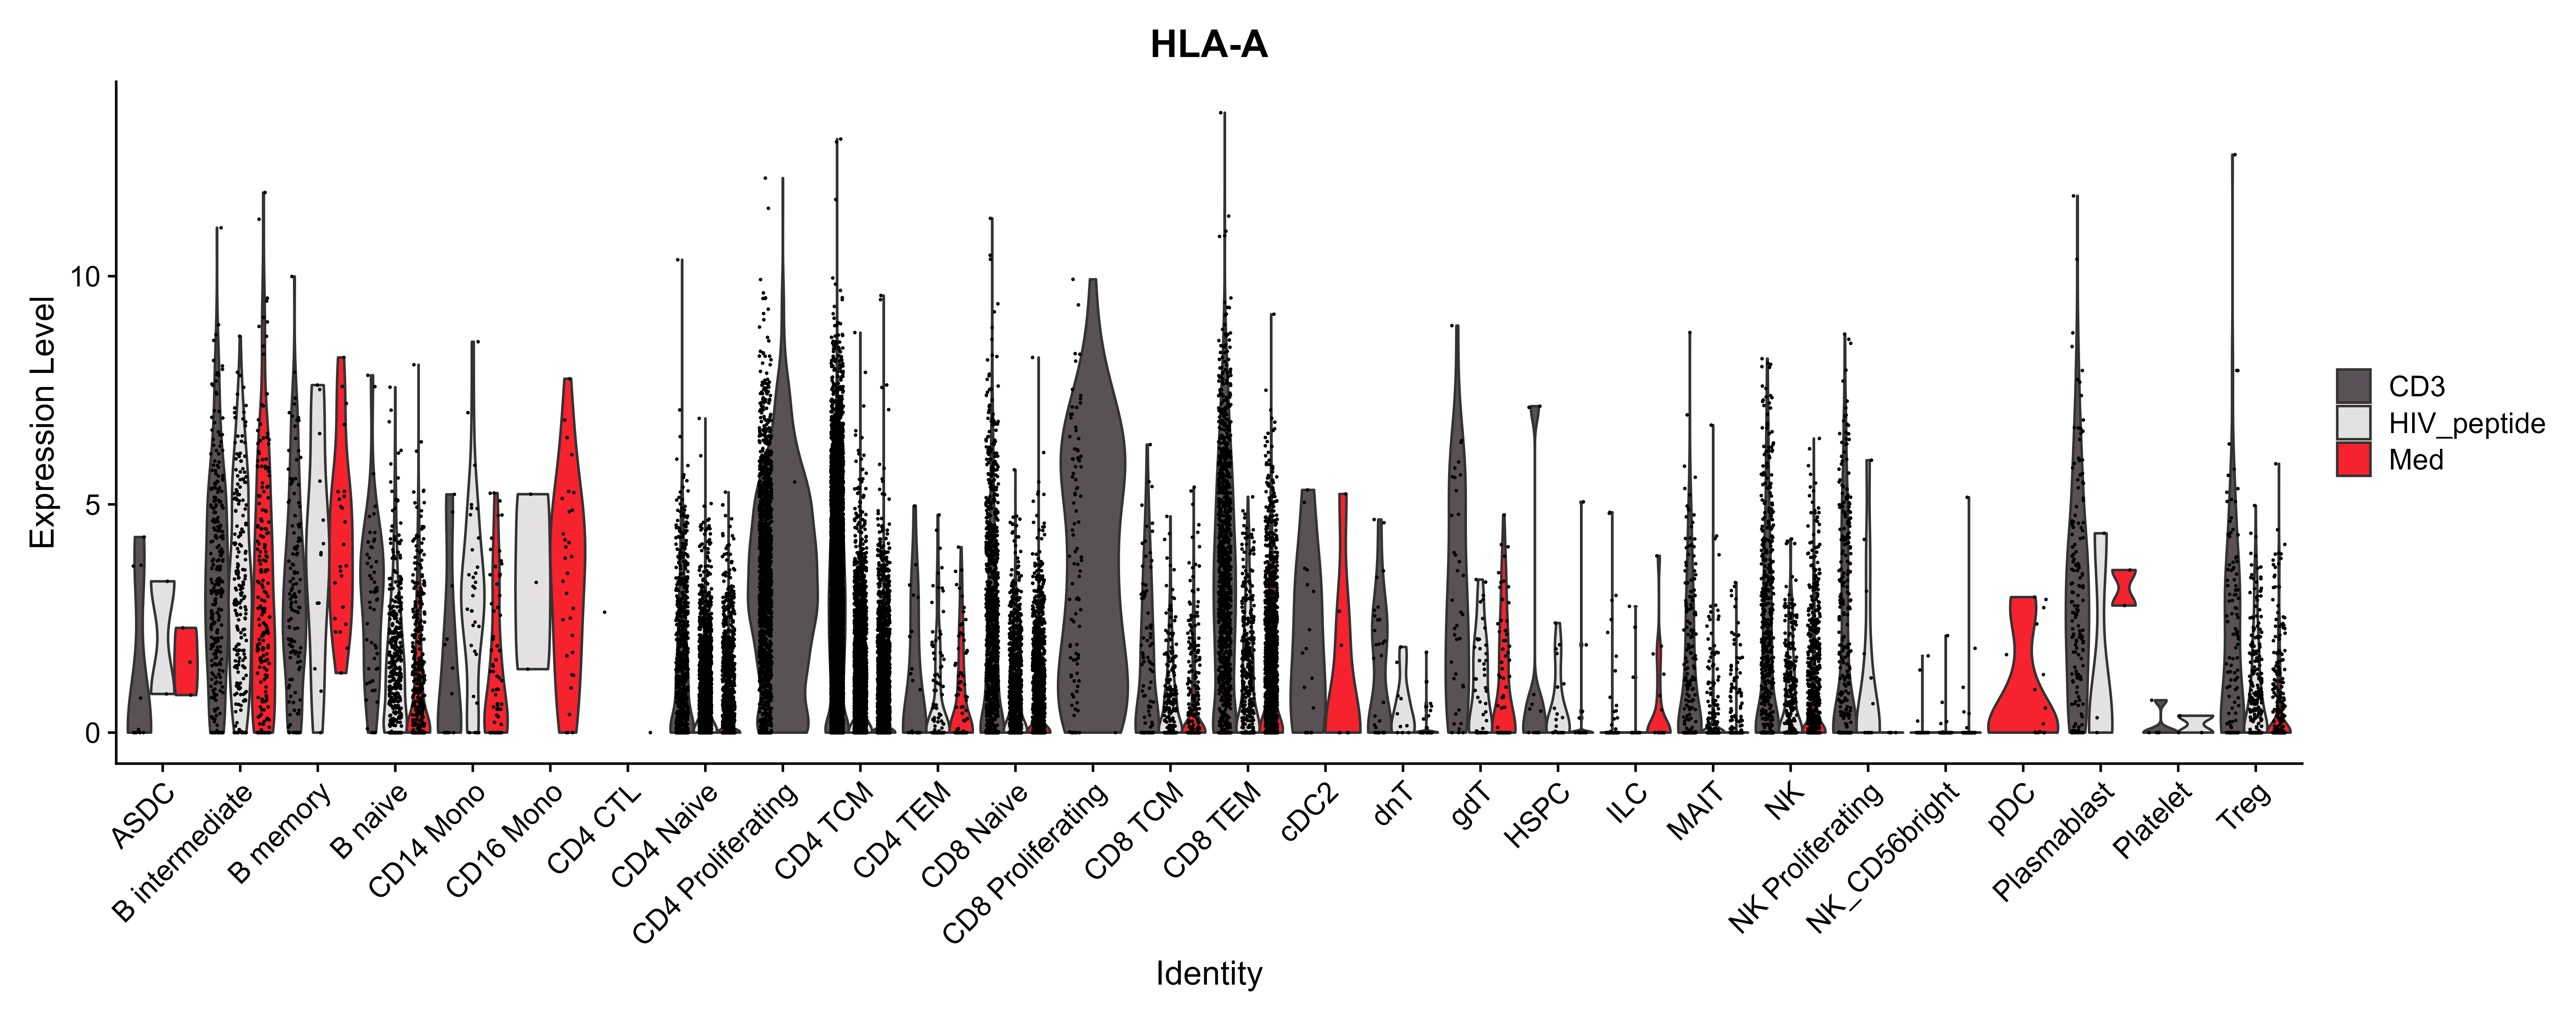 HLA-A
Expression Level
10
5
0
ASDC
B intermediate
B memory
B naive
CD14 Mono
CD16 Mono
CD4 CTL
CD4 Naive
CD4 Proliferating
CD4 TCM
CD4 TEM
CD8 Naive
CD8 Proliferating
CD8 TCM
CD8 TEM
cDC2
dnT
gdT
HSPC
ILC
MAIT
NK
NK Proliferating
NK_CD56bright
pDC
Plasmablast
Platelet
Treg
Identity
CD3
HIV_peptide
Med